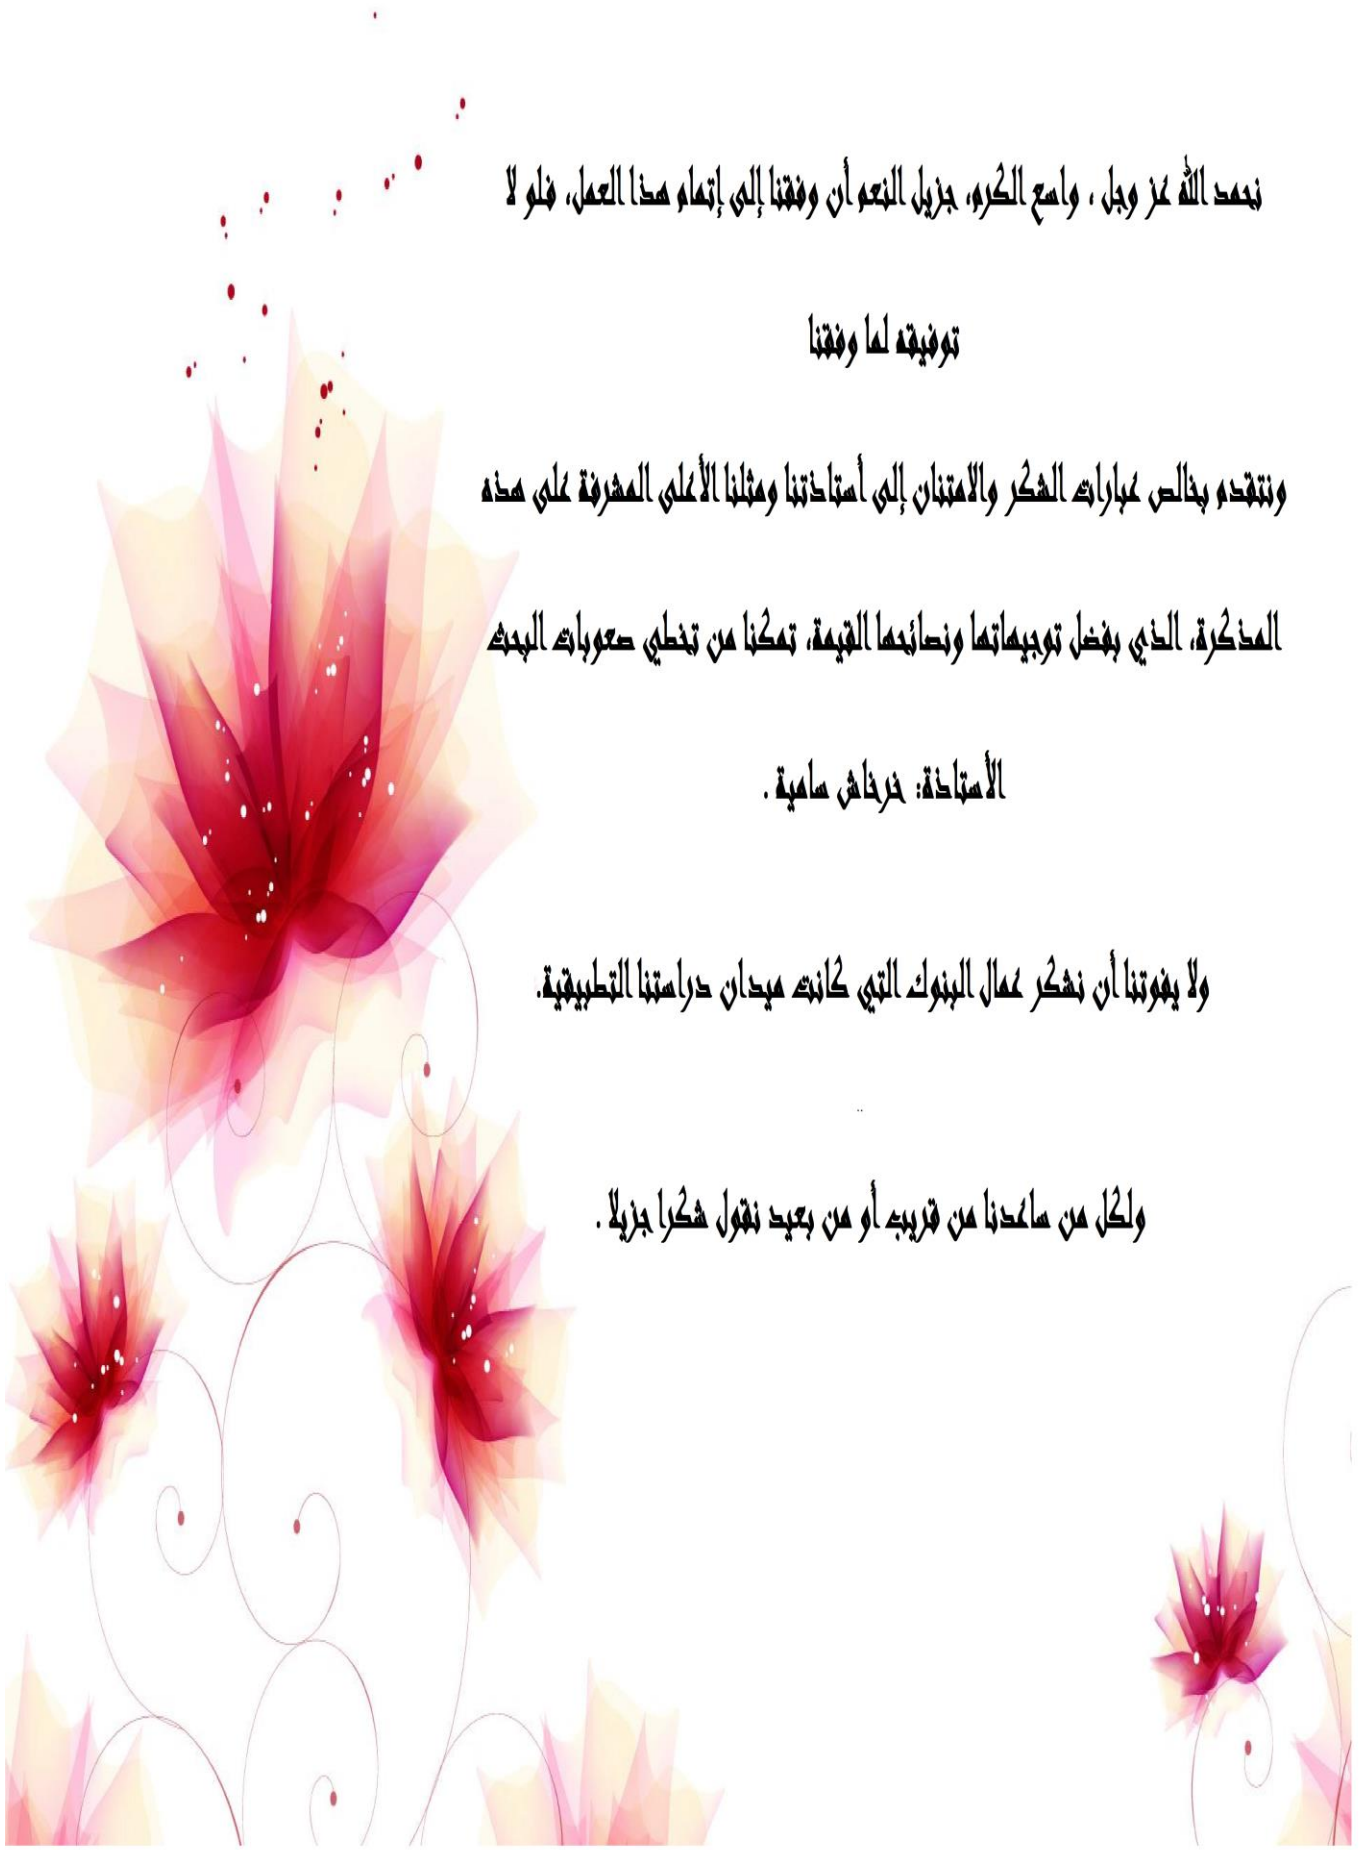 نحمد الله عز وجل ، واسع الكرم، جزيل النعم أن وفقنا إلى إتمام هذا العمل، فلو لا
توفيقه لما وفقنا
ونتقدم بخالص عبارات الشكر والامتنان إلى أستاذتنا ومثلنا الأعلى المشرفة على هذه
المذكرة، الذي بفضل توجيهاتها ونصائحها القيمة، تمكنا من تخطي صعوبات البحث
الأستاذة: خرخاش سامية .
ولا يفوتنا أن نشكر عمال البنوك التي كانت ميدان دراستنا التطبيقية.
..
ولكل من ساعدنا من قريب أو من بعيد نقول شكرا جزيلا .